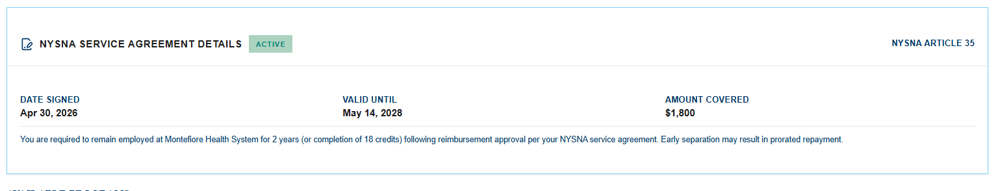 NYSNA SERVICE AGREEMENT DETAILS ACTIVE NYSNA ARTICLE 35
DATE SIGNED VALID UNTIL AMOUNT COVERED
Apr 30, 2026 May 14, 2028 $1,800
You are required to remain employed at Montefiore Health System for 2 years (or completion of 18 credits) following reimbursement approval per your NYSNA service agreement. Early separation may result in prorated repayment.